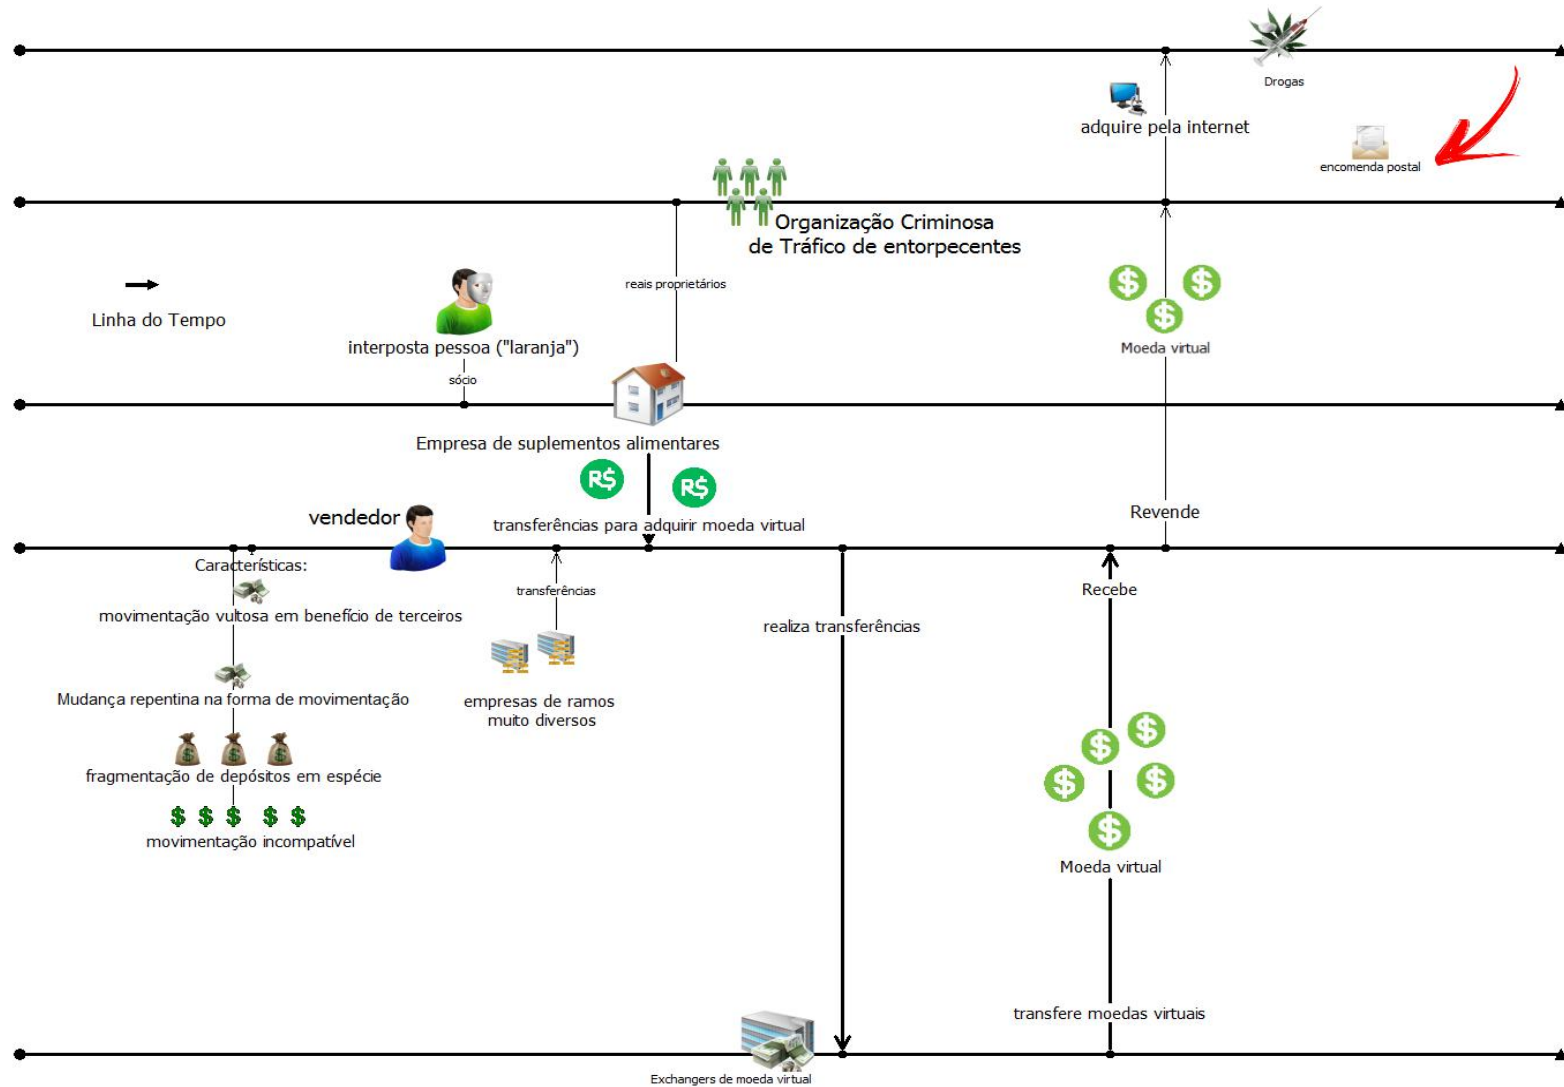 Drogas
adquire pela internet
encomenda postal
Organização Criminosa
de Tráfico de entorpecentes
reais proprietários
Linha do Tempo
interposta pessoa ("laranja")
sócio
$ $
$
Moeda virtual
Empresa de suplementos alimentares
R$ R$
transferências para adquirir moeda virtual
Revende
vendedor
Características:
movimentação vultosa em benefício de terceiros
transferências
Recebe
realiza transferências
Mudança repentina na forma de movimentação
empresas de ramos
muito diversos
fragmentação de depósitos em espécie
$ $ $ $ $
movimentação incompatível
$ $
$ $
$
Moeda virtual
transfere moedas virtuais
Exchangers de moeda virtual